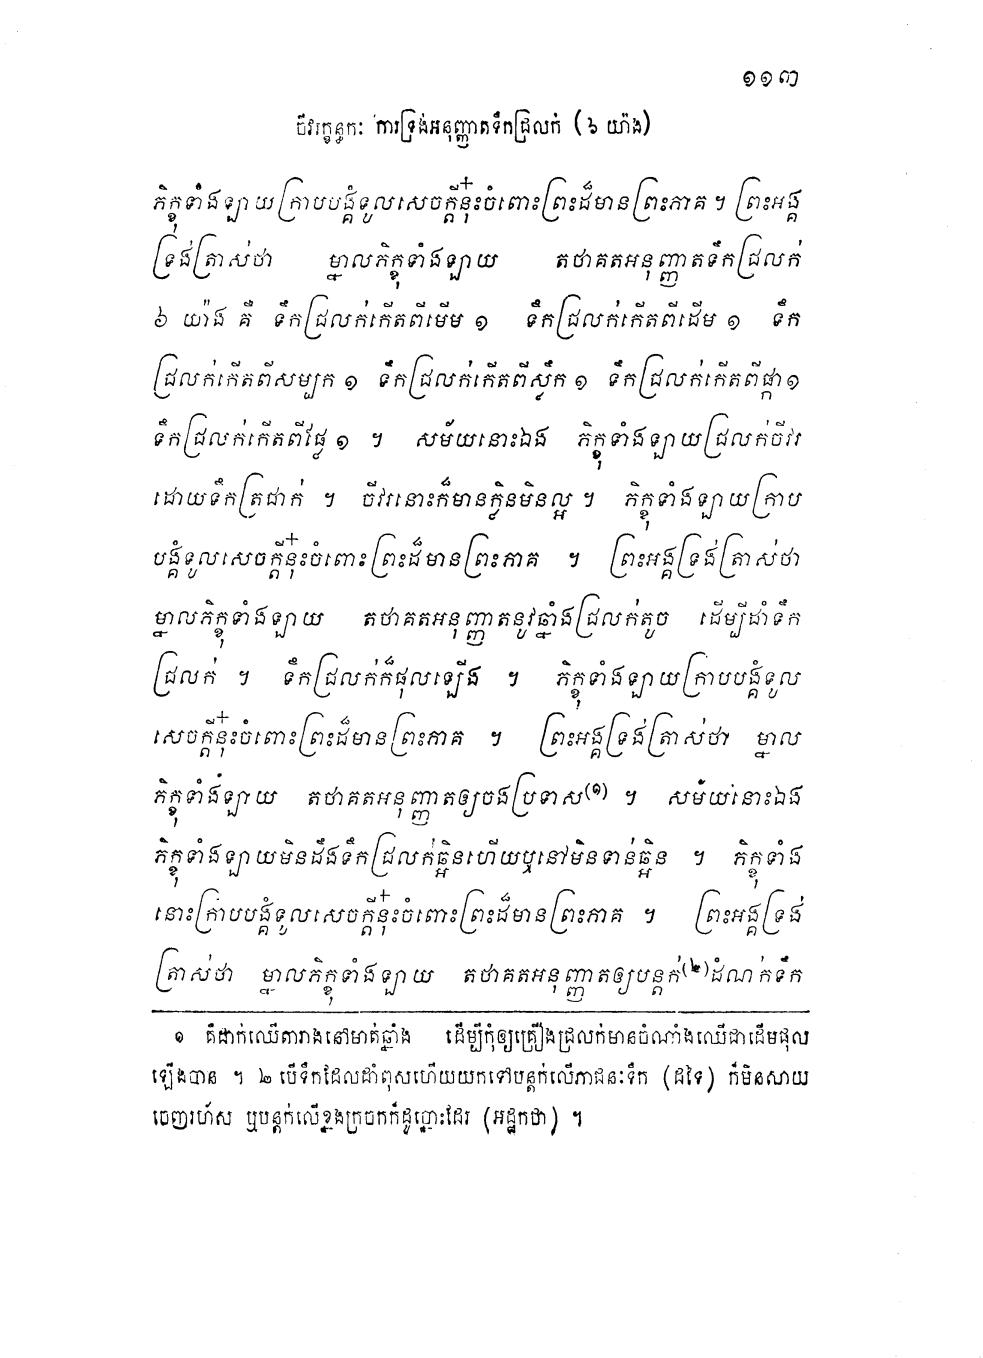 ១១៣
ចីវរក្ខន្ធកៈ ការទ្រង់អនុញ្ញាតទឹកជ្រលក់ (៦ យ៉ាង)
ភិក្ខុទាំងឡាយក្រាបបង្គំទូលសេចក្តីនុ៎ះចំពោះព្រះដ៏មានព្រះភាគ ។ ព្រះអង្គ
ទ្រង់ត្រាស់ថា ម្នាលភិក្ខុទាំងឡាយ តថាគតអនុញ្ញាតទឹកជ្រលក់
៦ យ៉ាង គឺ ទឹកជ្រលក់កើតពីមើម ១ ទឹកជ្រលក់កើតពីដើម ១ ទឹក
ជ្រលក់កើតពីសម្បក ១ ទឹកជ្រលក់កើតពីស្លឹក ១ ទឹកជ្រលក់កើតពីផ្កា ១
ទឹកជ្រលក់កើតពីផ្លែ ១ ។ សម័យនោះឯង ភិក្ខុទាំងឡាយជ្រលក់ចីវរ
ដោយទឹកត្រជាក់ ។ ចីវរនោះក៏មានក្លិនមិនល្អ ។ ភិក្ខុទាំងឡាយក្រាប
បង្គំទូលសេចក្តីនុ៎ះចំពោះព្រះដ៏មានព្រះភាគ ។ ព្រះអង្គទ្រង់ត្រាស់ថា
ម្នាលភិក្ខុទាំងឡាយ តថាគតអនុញ្ញាតនូវឆ្នាំងជ្រលក់តូច ដើម្បីដាំទឹក
ជ្រលក់ ។ ទឹកជ្រលក់ក៏ផុលឡើង ។ ភិក្ខុទាំងឡាយក្រាបបង្គំទូល
សេចក្តីនុ៎ះចំពោះព្រះដ៏មានព្រះភាគ ។ ព្រះអង្គទ្រង់ត្រាស់ថា ម្នាល
ភិក្ខុទាំងឡាយ តថាគតអនុញ្ញាតឲ្យចងប្រទាស(១) ។ សម័យនោះឯង
ភិក្ខុទាំងឡាយមិនដឹងទឹកជ្រលក់ឆ្អិនហើយឬនៅមិនទាន់ឆ្អិន ។ ភិក្ខុទាំង
នោះក្រាបបង្គំទូលសេចក្តីនុ៎ះចំពោះព្រះដ៏មានព្រះភាគ ។ ព្រះអង្គទ្រង់
ត្រាស់ថា ម្នាលភិក្ខុទាំងឡាយ តថាគតអនុញ្ញាតឲ្យបន្តក់(២)ដំណក់ទឹក
១ គឺដាក់ឈើតារាងនៅមាត់ឆ្នាំង ដើម្បីកុំឲ្យគ្រឿងជ្រលក់មានចំណាំងឈើជាដើមផុល
ឡើងបាន ។ ២ បើទឹកដែលដាំពុសហើយយកទៅបន្តក់លើភាជនៈទឹក (ដទៃ) ក៏មិនសាយ
ចេញរហ័ស ឬបន្តក់លើខ្នងក្រចកក៏ដូច្នោះដែរ (អដ្ឋកថា) ។